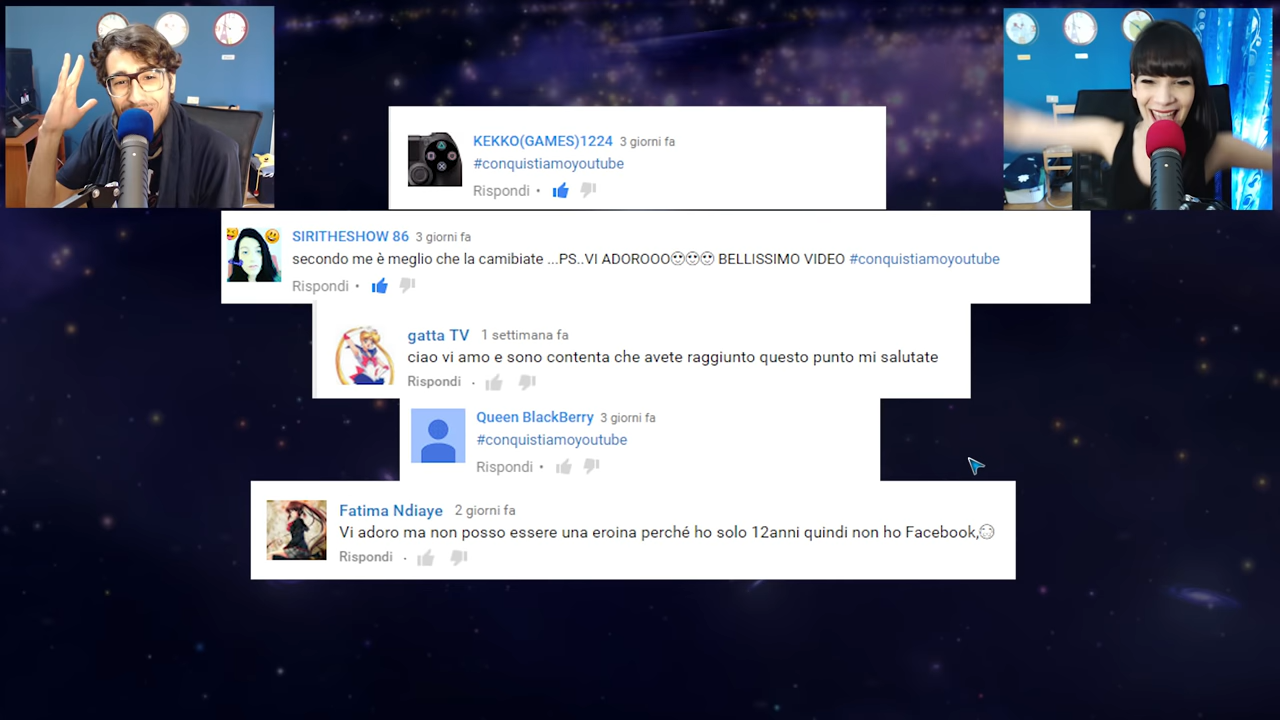 KEKKO(GAMES)1224 3 giorni fa
#conquistiamoyoutube
Rispondi •
SIRITHESHOW 86 3 giorni fa
secondo me è meglio che la camibiate ...PS..VI ADOROOO☺☺☺ BELLISSIMO VIDEO #conquistiamoyoutube
Rispondi •
gatta TV 1 settimana fa
ciao vi amo e sono contenta che avete raggiunto questo punto mi salutate
Rispondi ·
Queen BlackBerry 3 giorni fa
#conquistiamoyoutube
Rispondi •
Fatima Ndiaye 2 giorni fa
Vi adoro ma non posso essere una eroina perché ho solo 12anni quindi non ho Facebook,☹
Rispondi ·